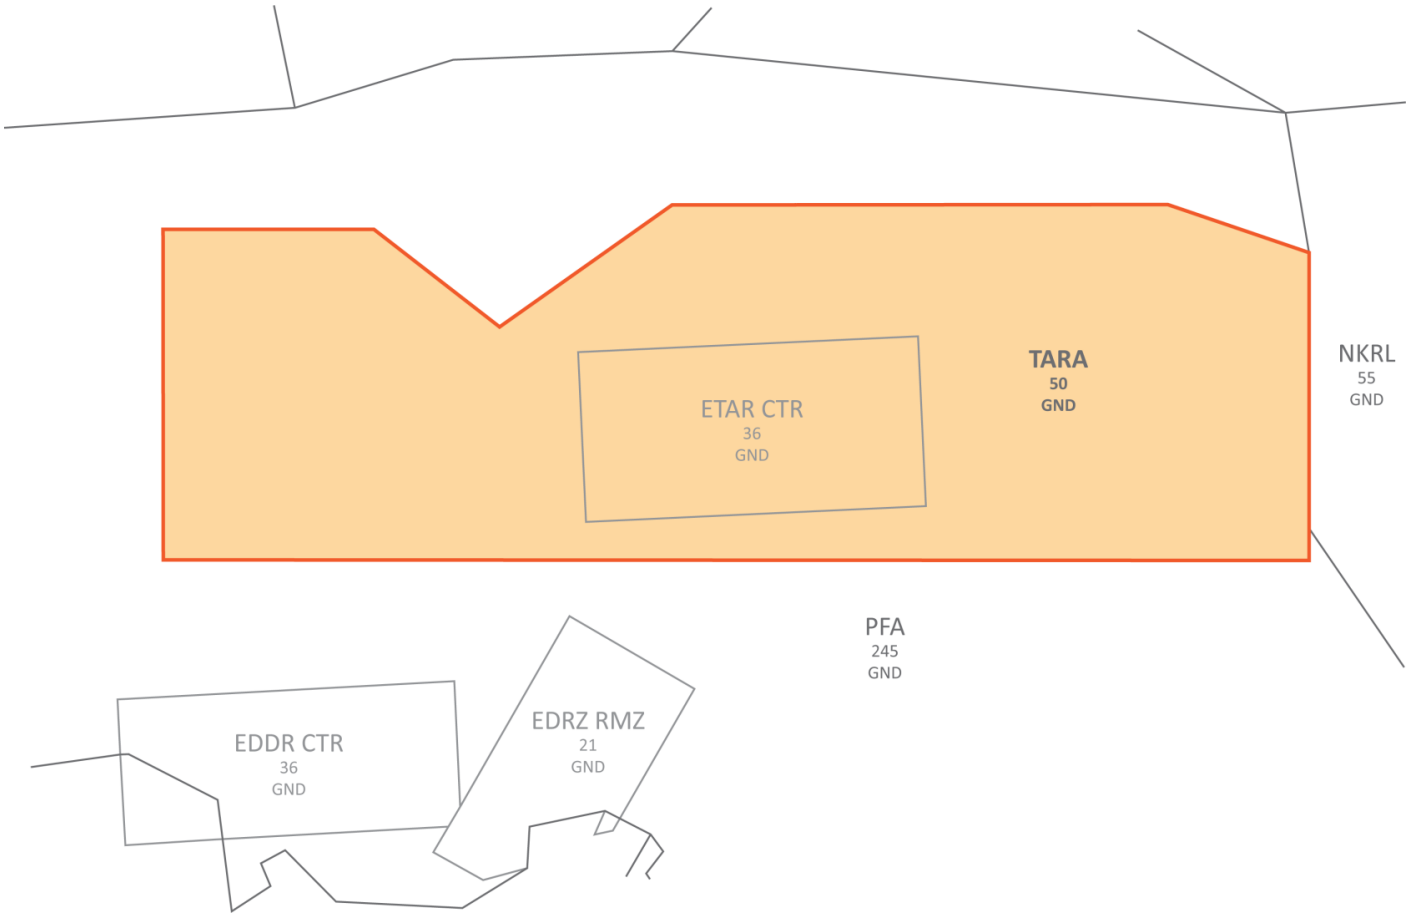 TARA
50
GND
NKRL
55
GND
ETAR CTR
36
GND
PFA
245
GND
EDRZ RMZ
21
GND
EDDR CTR
36
GND